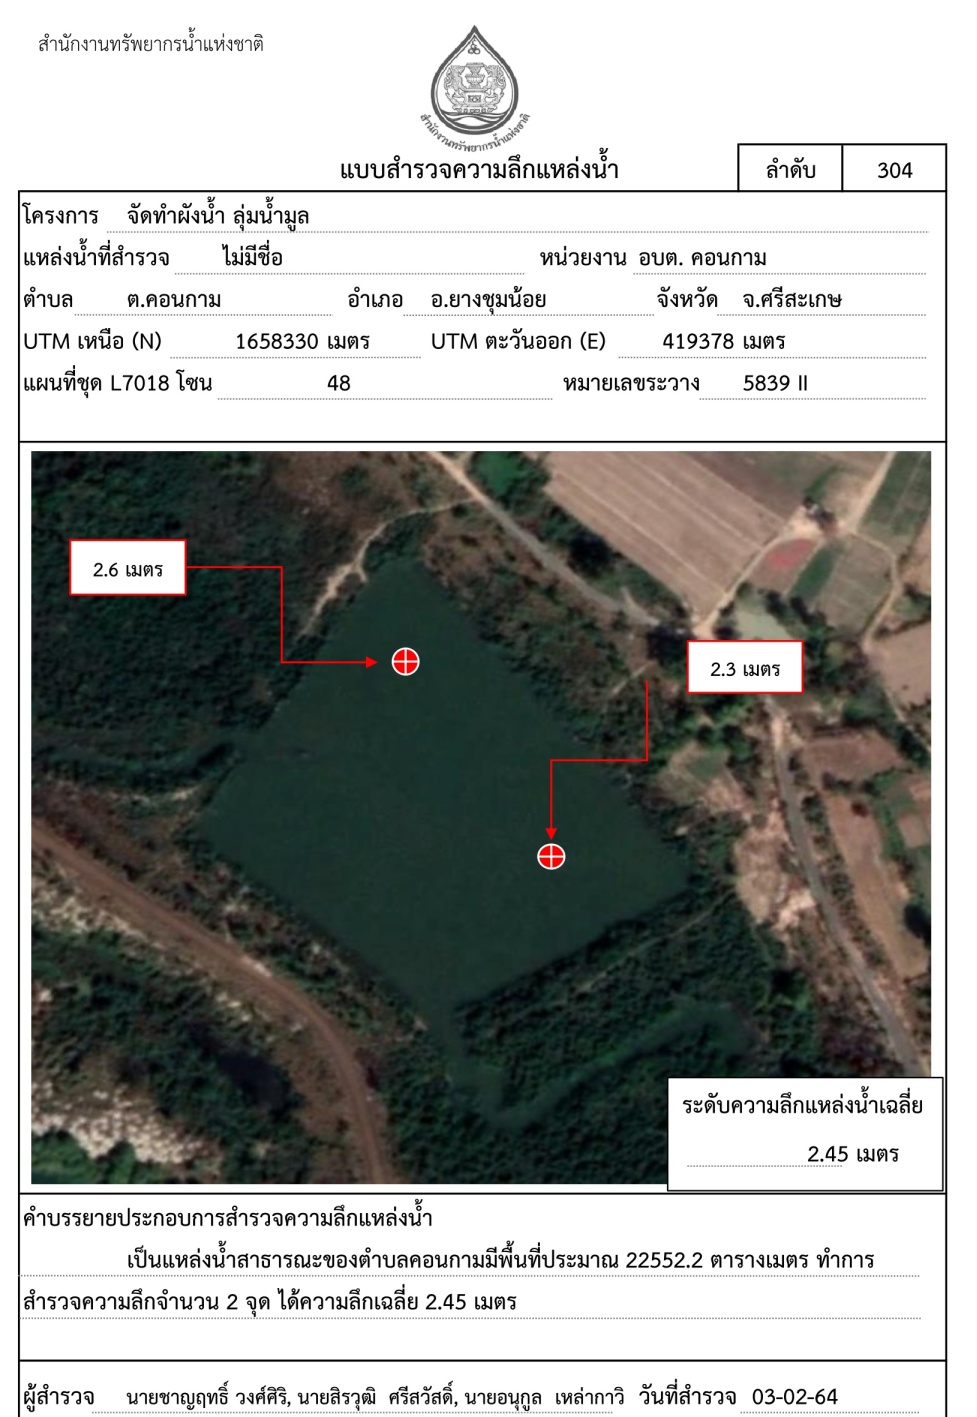 สำนักงานทรัพยากรน้ำแห่งชาติ
สำนักงานทรัพยากรน้ำแห่งชาติ
แบบสำรวจความลึกแหล่งน้ำ ลำดับ 304
โครงการ จัดทำผังน้ำ ลุ่มน้ำมูล
แหล่งน้ำที่สำรวจ ไม่มีชื่อ หน่วยงาน อบต. คอนกาม
ตำบล ต.คอนกาม อำเภอ อ.ยางชุมน้อย จังหวัด จ.ศรีสะเกษ
UTM เหนือ (N) 1658330 เมตร UTM ตะวันออก (E) 419378 เมตร
แผนที่ชุด L7018 โซน 48 หมายเลขระวาง 5839 II
2.6 เมตร
2.3 เมตร
ระดับความลึกแหล่งน้ำเฉลี่ย
2.45 เมตร
คำบรรยายประกอบการสำรวจความลึกแหล่งน้ำ
เป็นแหล่งน้ำสาธารณะของตำบลคอนกามมีพื้นที่ประมาณ 22552.2 ตารางเมตร ทำการ
สำรวจความลึกจำนวน 2 จุด ได้ความลึกเฉลี่ย 2.45 เมตร
ผู้สำรวจ นายชาญฤทธิ์ วงศ์ศิริ, นายสิรวุฒิ ศรีสวัสดิ์, นายอนุกูล เหล่ากาวิ วันที่สำรวจ 03-02-64